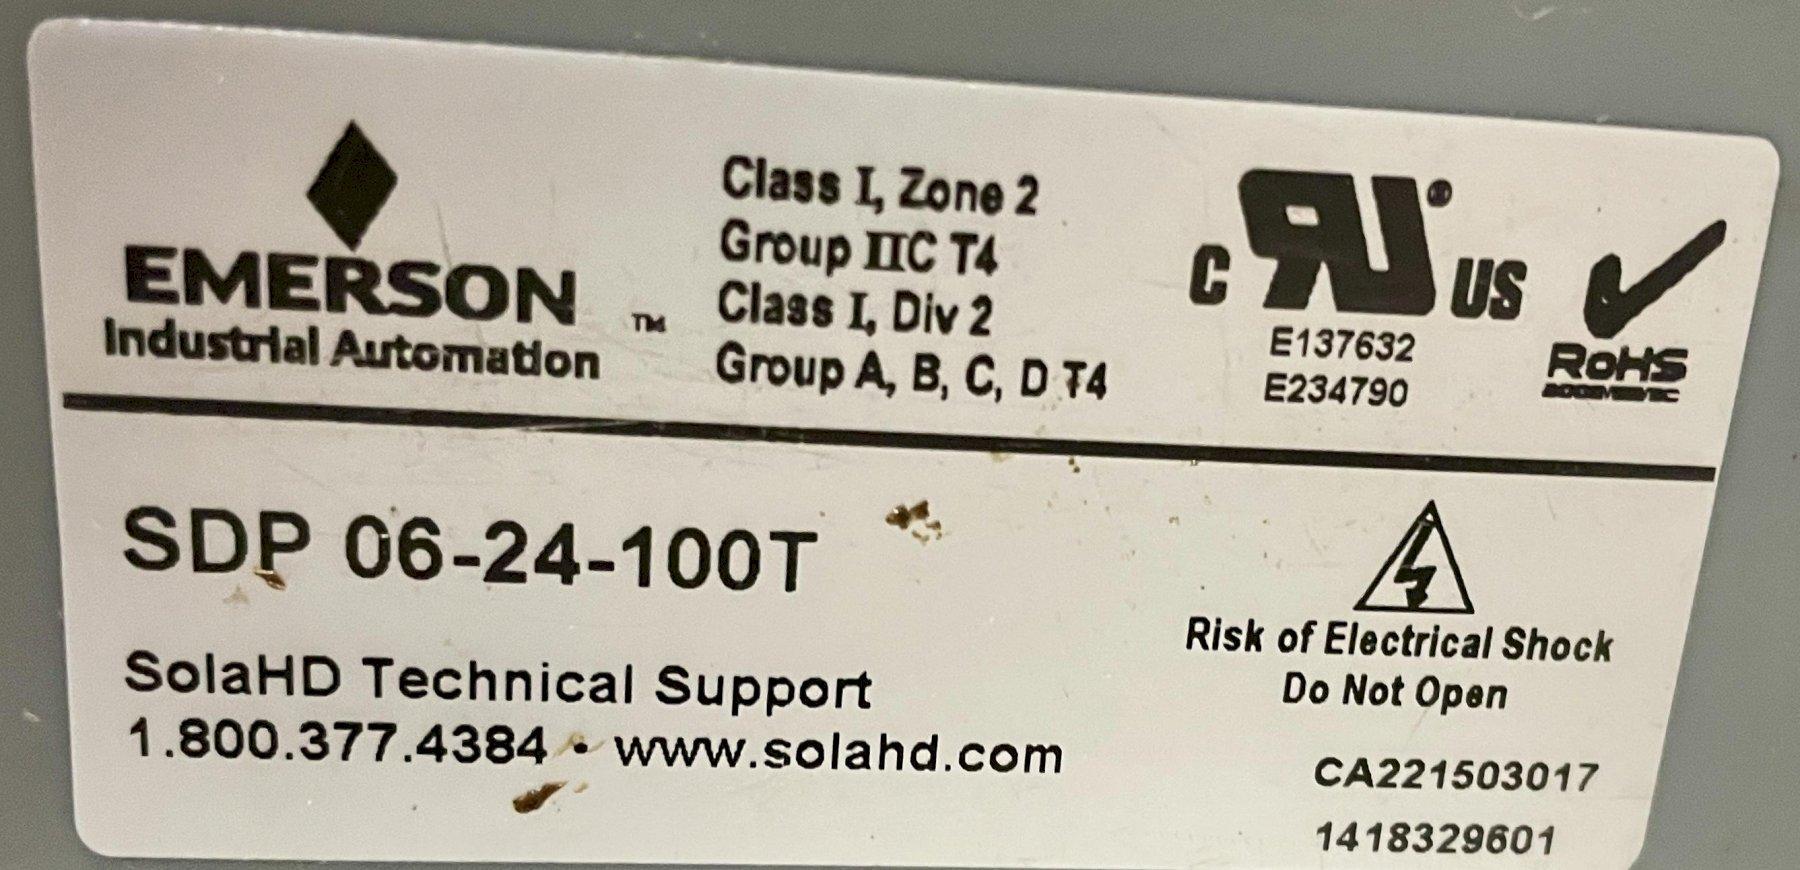 EMERSON ™
Industrial Automation
Class I, Zone 2
Group IIC T4
Class I, Div 2
Group A, B, C, D T4
C RU® US
E137632
E234790
RoHS
SDP 06-24-100T
SolaHD Technical Support
1.800.377.4384 • www.solahd.com
Risk of Electrical Shock
Do Not Open
CA221503017
1418329601